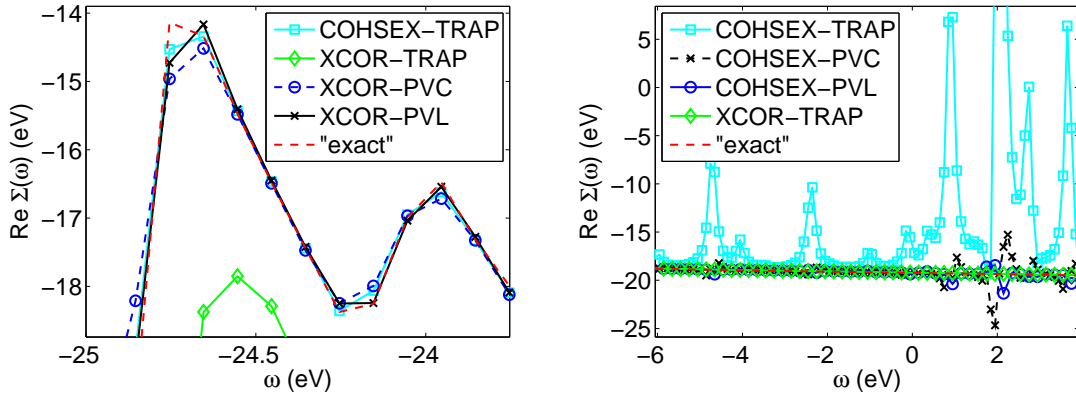 −14
−15
−16
−17
−18
−25
−24.5
−24
ω (eV)
Re Σ(ω) (eV)
COHSEX−TRAP
XCOR−TRAP
XCOR−PVC
XCOR−PVL
"exact"
5
0
−5
−10
−15
−20
−25
−6
−4
−2
0
2
ω (eV)
Re Σ(ω) (eV)
COHSEX−TRAP
COHSEX−PVC
COHSEX−PVL
XCOR−TRAP
"exact"